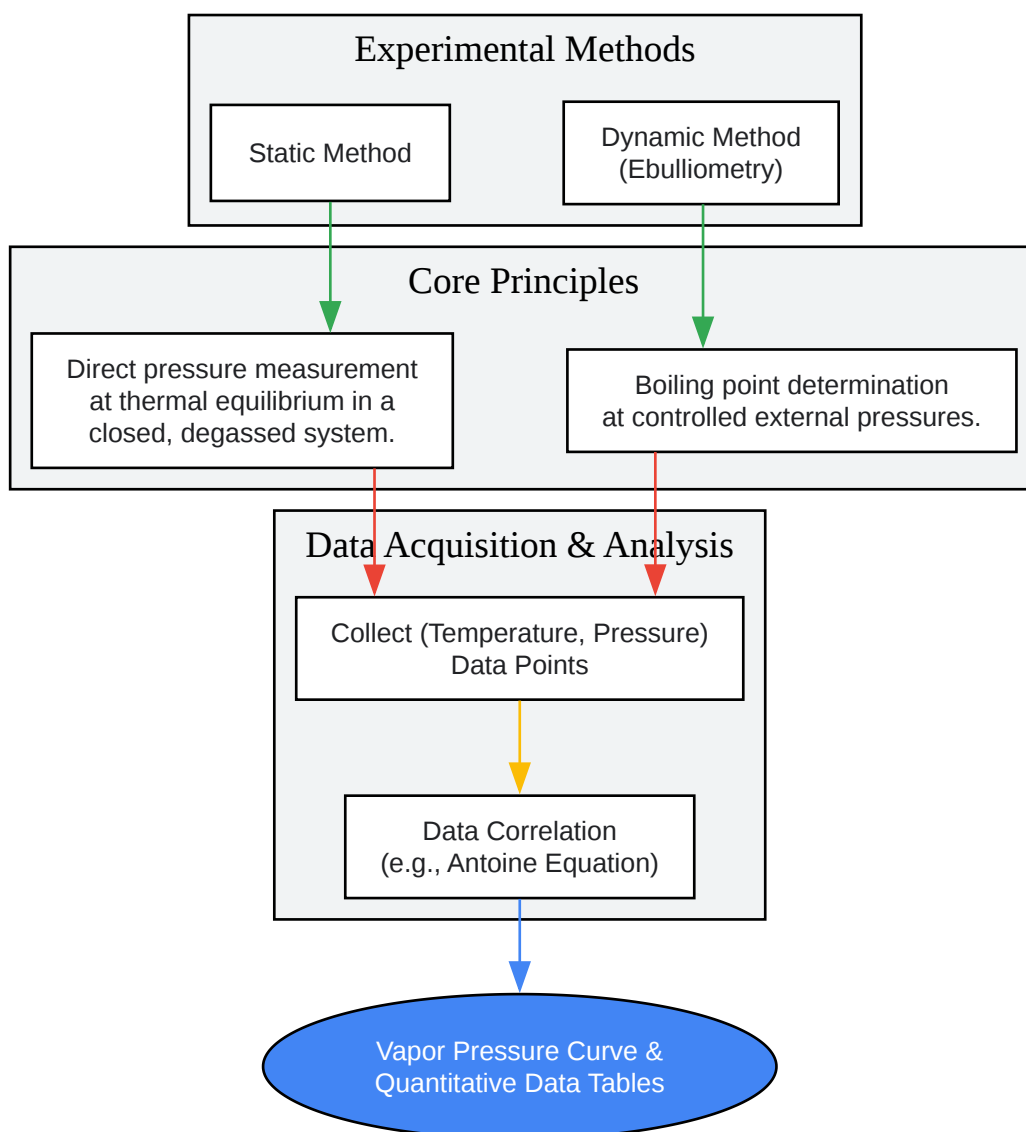 Experimental Methods
Static Method
Dynamic Method
(Ebulliometry)
Core Principles
Direct pressure measurement
at thermal equilibrium in a
closed, degassed system.
Boiling point determination
at controlled external pressures.
Data Acquisition & Analysis
Collect (Temperature, Pressure)
Data Points
Data Correlation
(e.g., Antoine Equation)
Vapor Pressure Curve &
Quantitative Data Tables